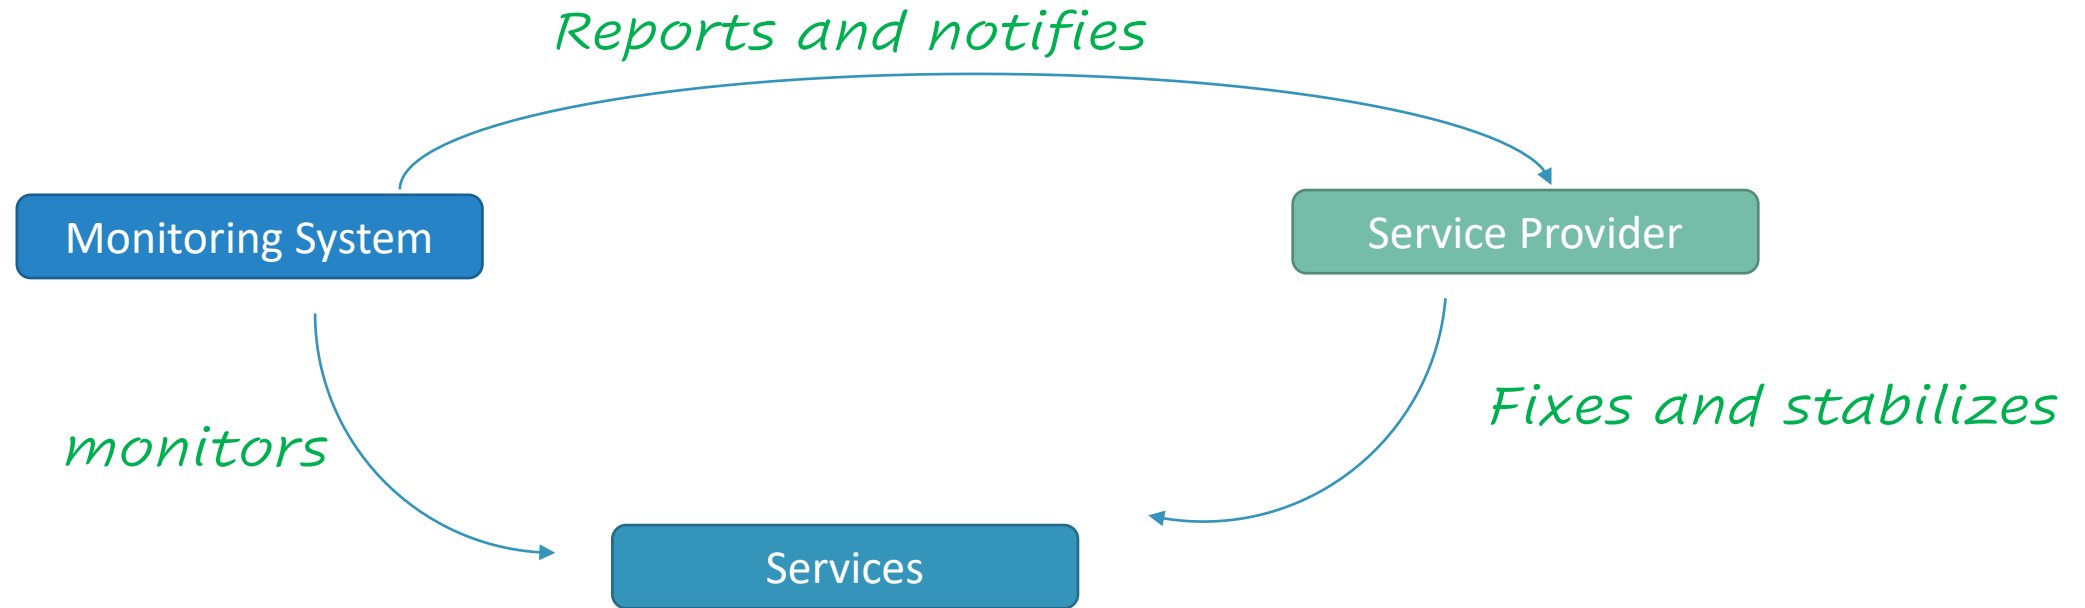 Reports and notifies
Monitoring System
Service Provider
Fixes and stabilizes
monitors
Services